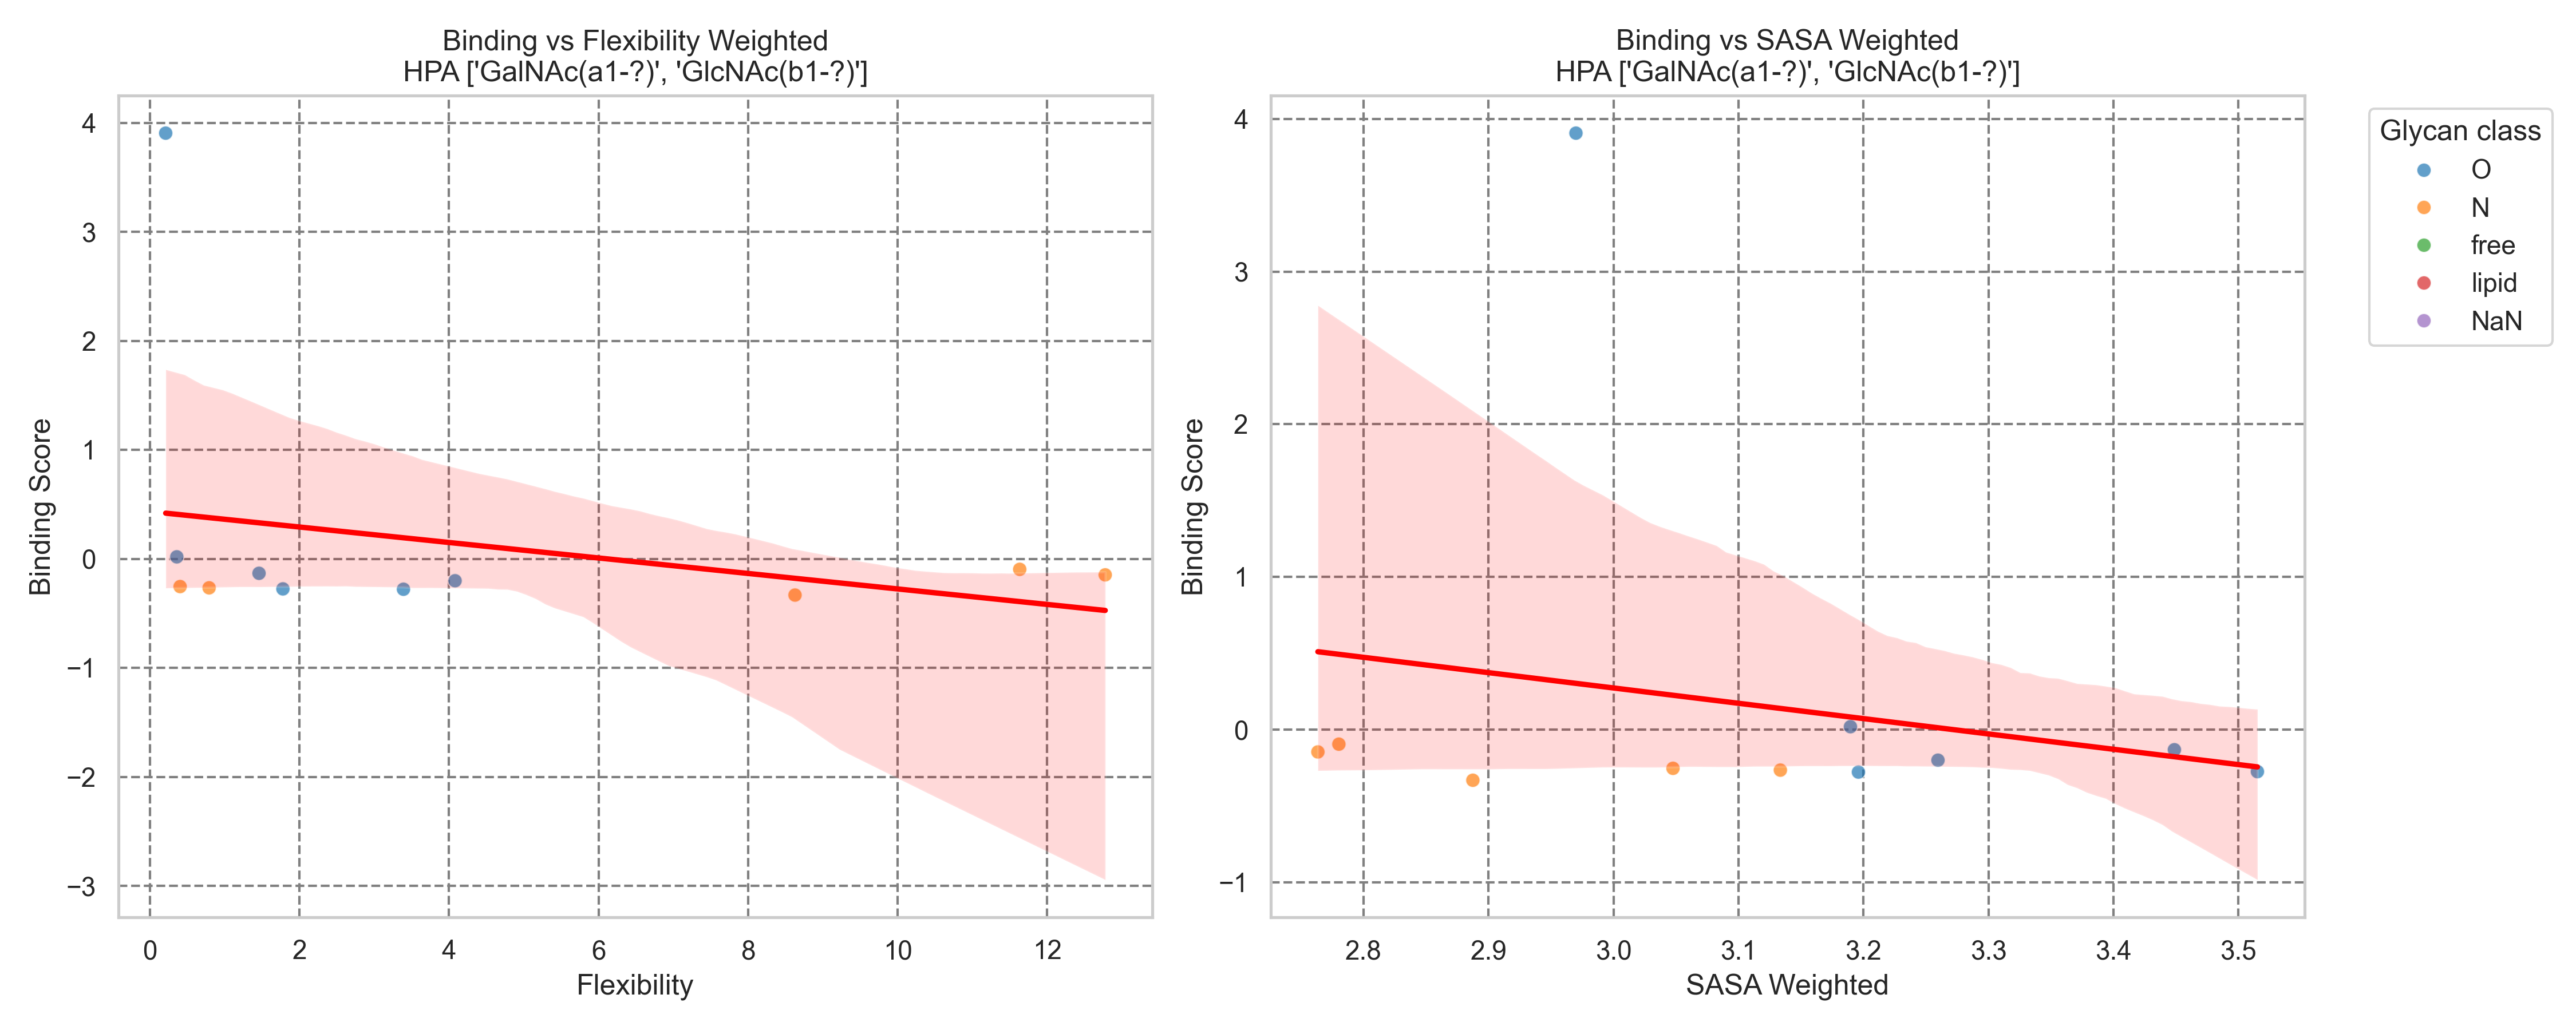 Binding vs Flexibility Weighted
HPA ['GalNAc(a1-?)', 'GlcNAc(b1-?)']
4
3
2
1
0
−1
−2
−3
Binding Score
0
2
4
6
8
10
12
Flexibility
Binding vs SASA Weighted
HPA ['GalNAc(a1-?)', 'GlcNAc(b1-?)']
4
3
2
1
0
−1
Binding Score
2.8
2.9
3.0
3.1
3.2
3.3
3.4
3.5
SASA Weighted
Glycan class
O
N
free
lipid
NaN